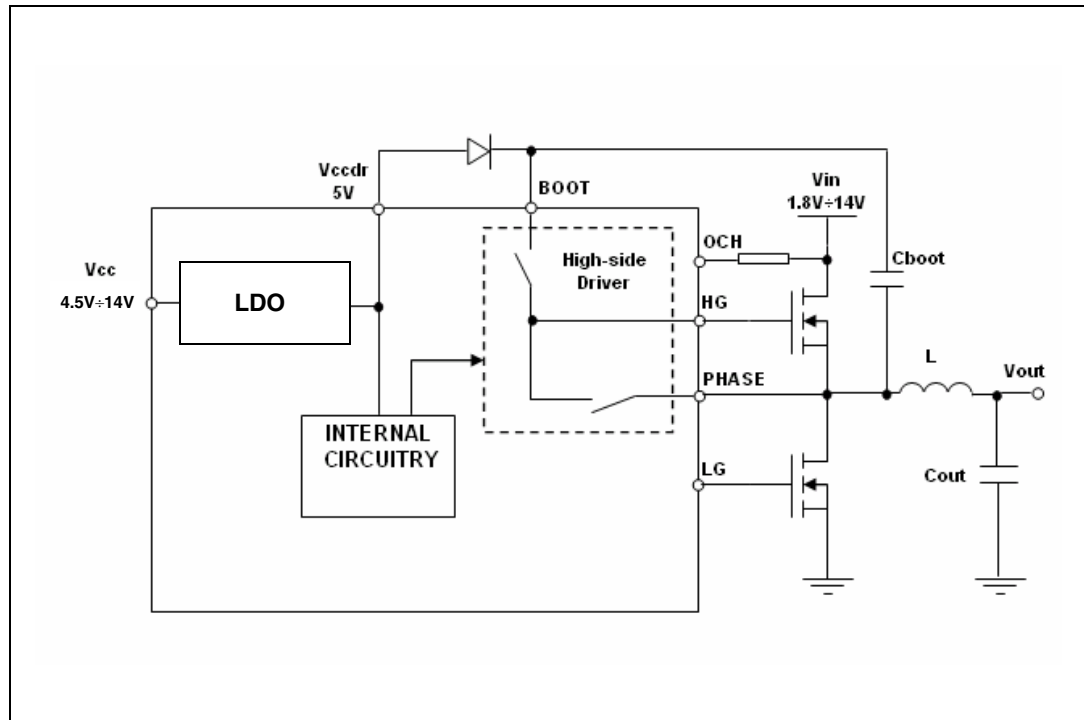 Vccdr
5V
BOOT
Vin
1.8V÷14V
OCH
Cboot
High-side
Driver
Vcc
4.5V÷14V
LDO
HG
L
Vout
PHASE
INTERNAL
CIRCUITRY
LG
Cout